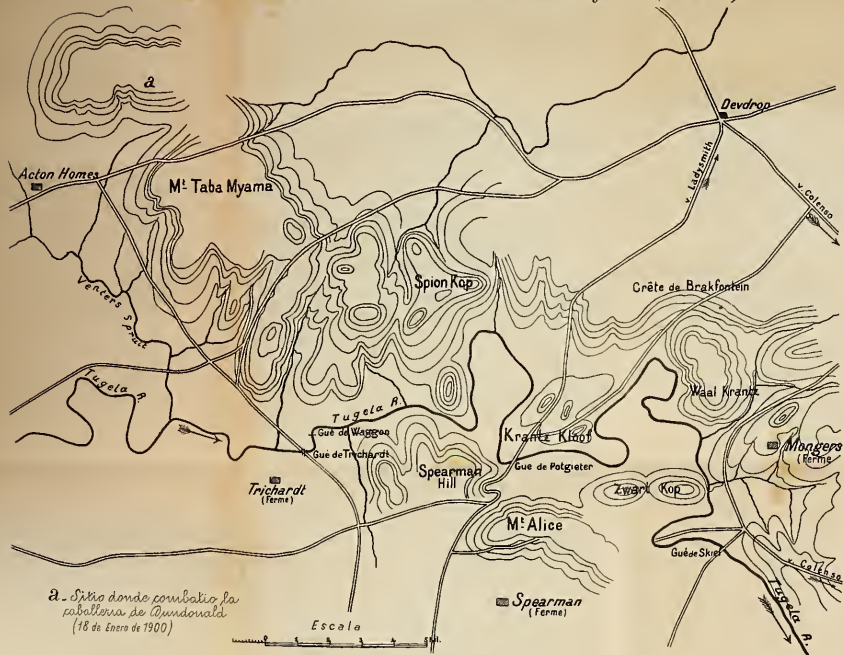 a
Devdrop
Acton Homes
Mt. Taba Myama
v. Ladysmith
v. Colenso
Spion Kop
Crête de Brakfontein
Venters Spruit
Tugela R.
Waal Krantz
Tugela R.
Gué de Waggon
Krantz Kloof
Gué de Trichardt
Spearman
Hill
Gué de Potgieter
Mongers
(Ferme)
Trichardt
(Ferme)
Zwart Kop
Mt. Alice
Gué de Skiet
v. Colenso
a - Sitio donde combatio la
caballeria de Dundonald
(18 de Enero de 1900)
Spearman
(Ferme)
Tugela R.
Escala